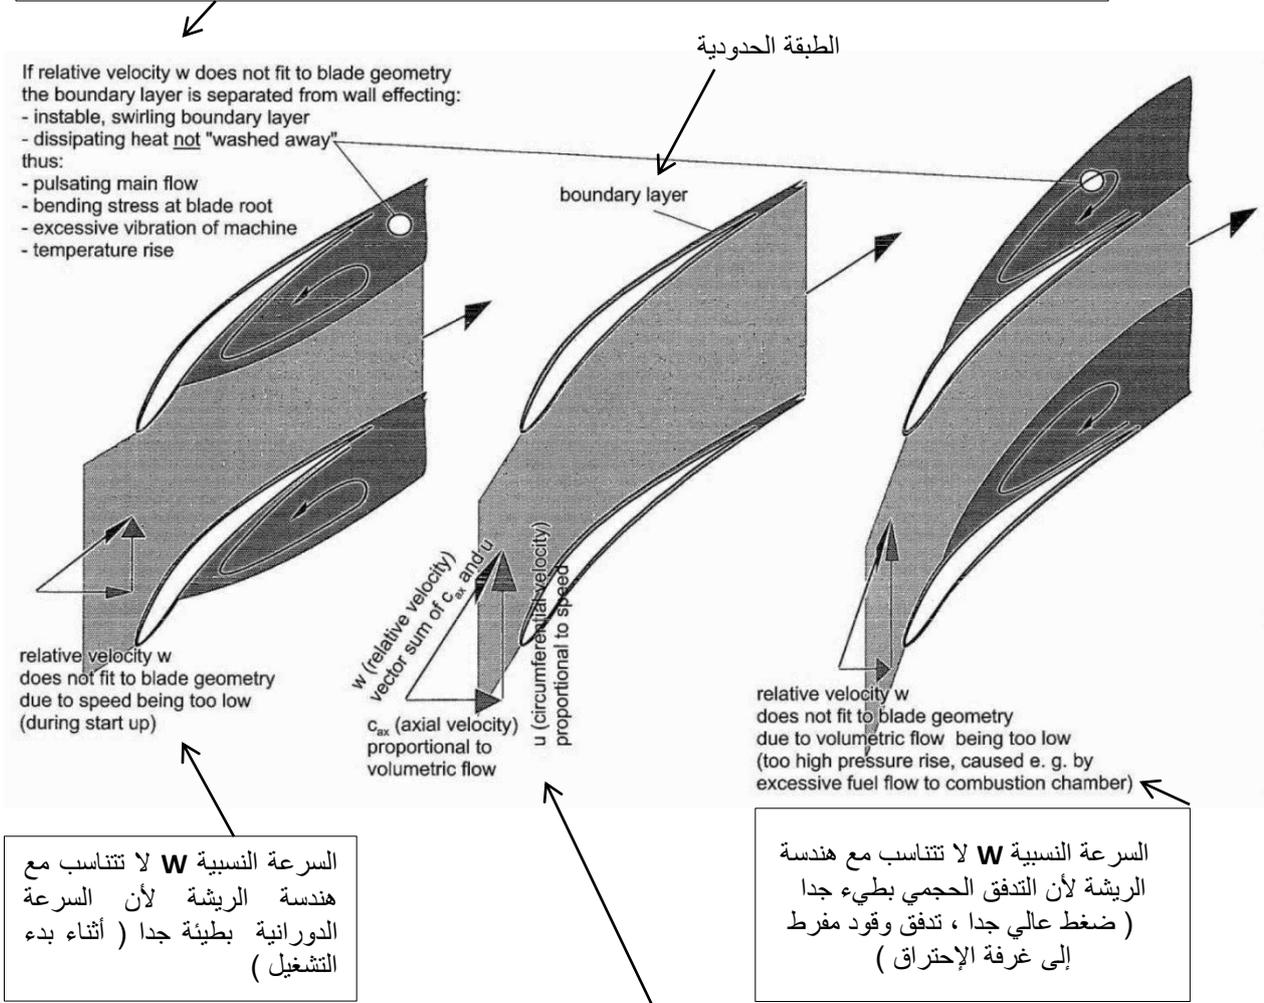 الطبقة الحدودية
If relative velocity w does not fit to blade geometry
the boundary layer is separated from wall effecting:
- instable, swirling boundary layer
- dissipating heat not "washed away"
thus:
- pulsating main flow
- bending stress at blade root
- excessive vibration of machine
- temperature rise
boundary layer
relative velocity w
does not fit to blade geometry
due to speed being too low
(during start up)
w (relative velocity)
vector sum of cax and u
u (circumferential velocity)
proportional to speed
cax (axial velocity)
proportional to
volumetric flow
relative velocity w
does not fit to blade geometry
due to volumetric flow being too low
(too high pressure rise, caused e. g. by
excessive fuel flow to combustion chamber)
السرعة النسبية W لا تتناسب مع
هندسة الريشة لأن السرعة
الدورانية بطيئة جدا ( أثناء بدء
التشغيل )
السرعة النسبية W لا تتناسب مع هندسة
الريشة لأن التدفق الحجمي بطيء جدا
( ضغط عالي جدا ، تدفق وقود مفرط
إلى غرفة الإحتراق )